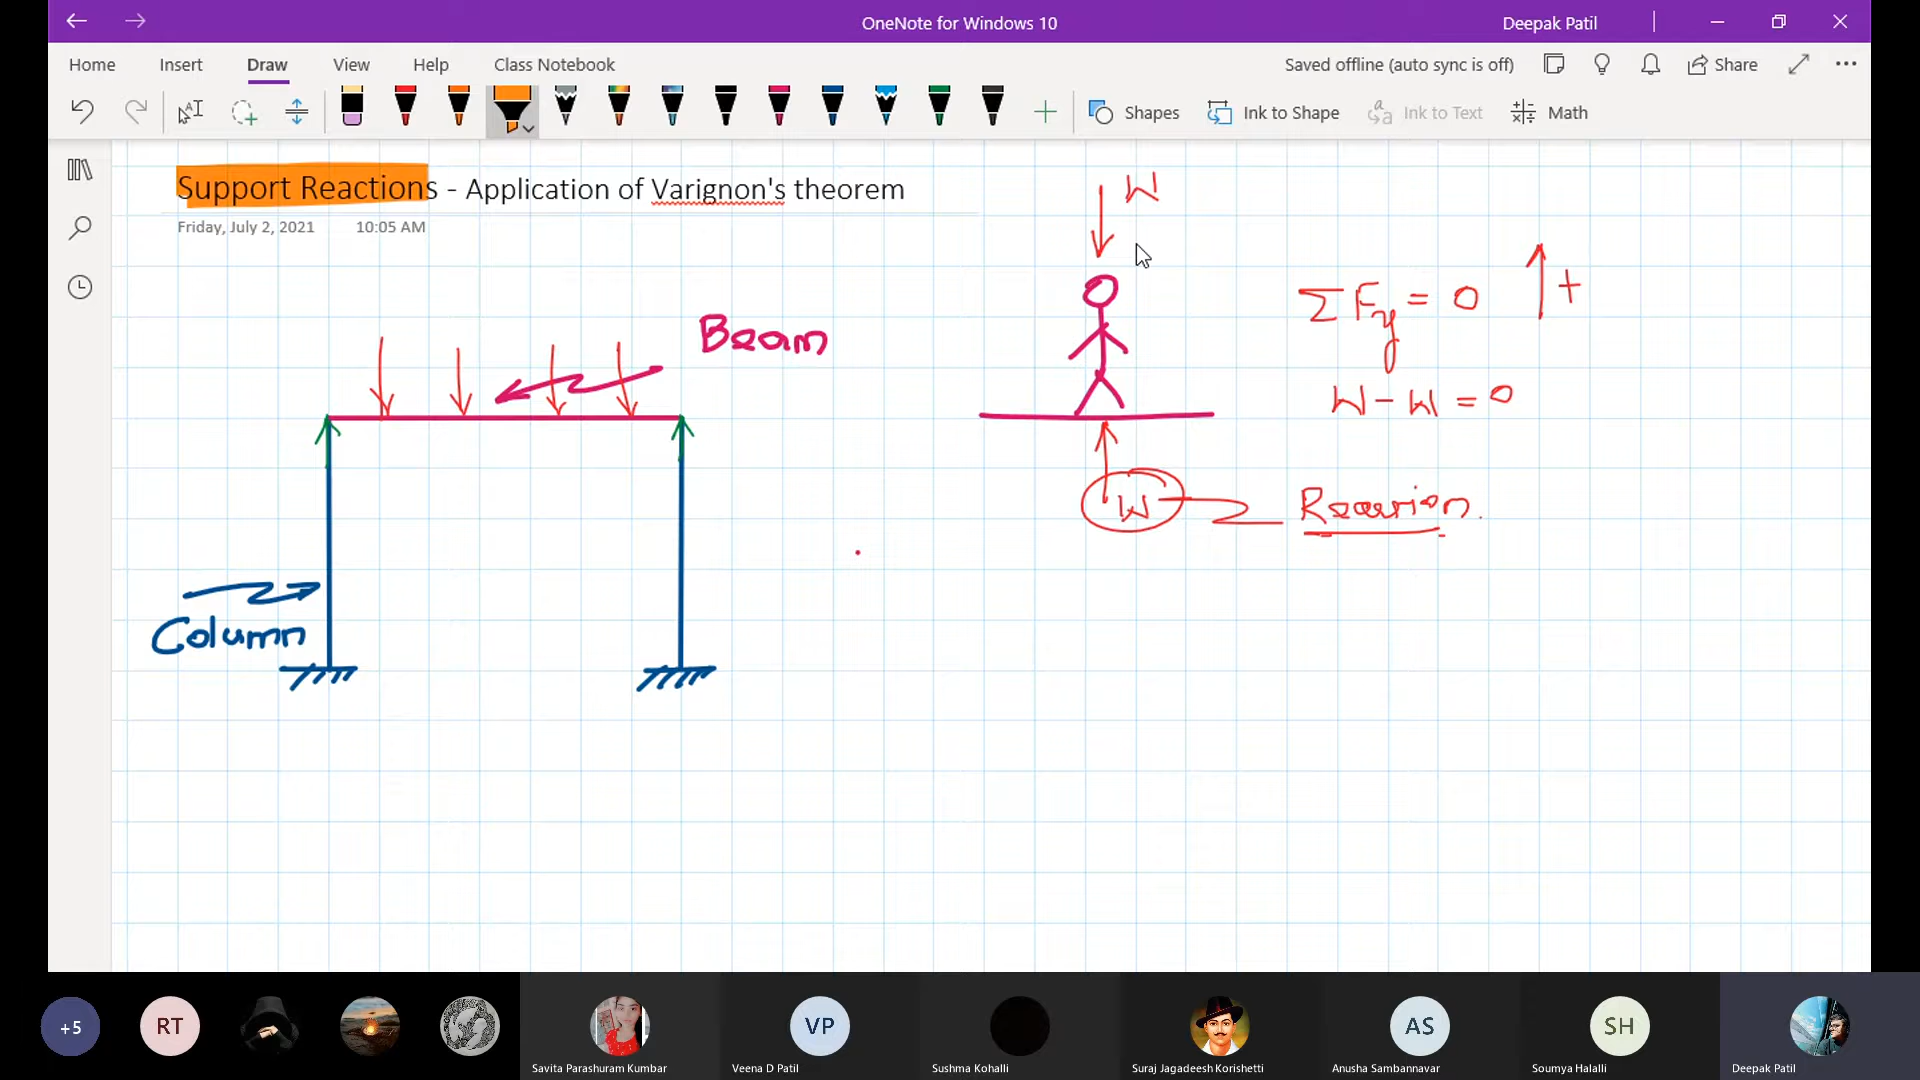 OneNote for Windows 10
Deepak Patil
Home Insert Draw View Help Class Notebook
Saved offline (auto sync is off)
Share
Shapes
Ink to Shape
Ink to Text
Math
Support Reactions - Application of Varignon's theorem
Friday, July 2, 2021 10:05 AM
Beam
Column
W
ΣFy = 0 ↑ +
W - W = 0
W
Reaction.
+5
RT
VP
AS
SH
Savita Parashuram Kumbar
Veena D Patil
Sushma Kohalli
Suraj Jagadeesh Korishetti
Anusha Sambannavar
Soumya Halalli
Deepak Patil